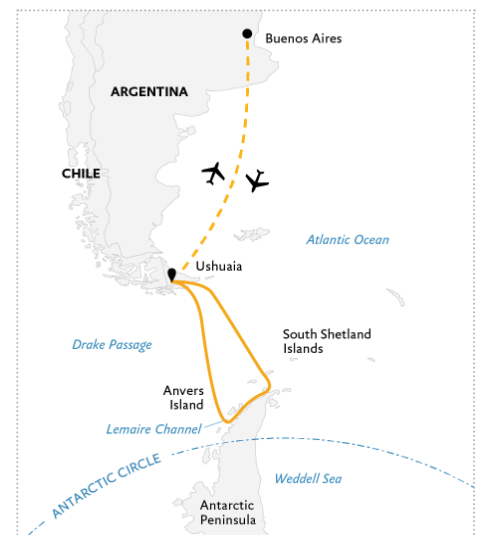 Buenos Aires
ARGENTINA
CHILE
Atlantic Ocean
Ushuaia
South Shetland
Islands
Drake Passage
Anvers
Island
Lemaire Channel
ANTARCTIC CIRCLE
Weddell Sea
Antarctic
Peninsula